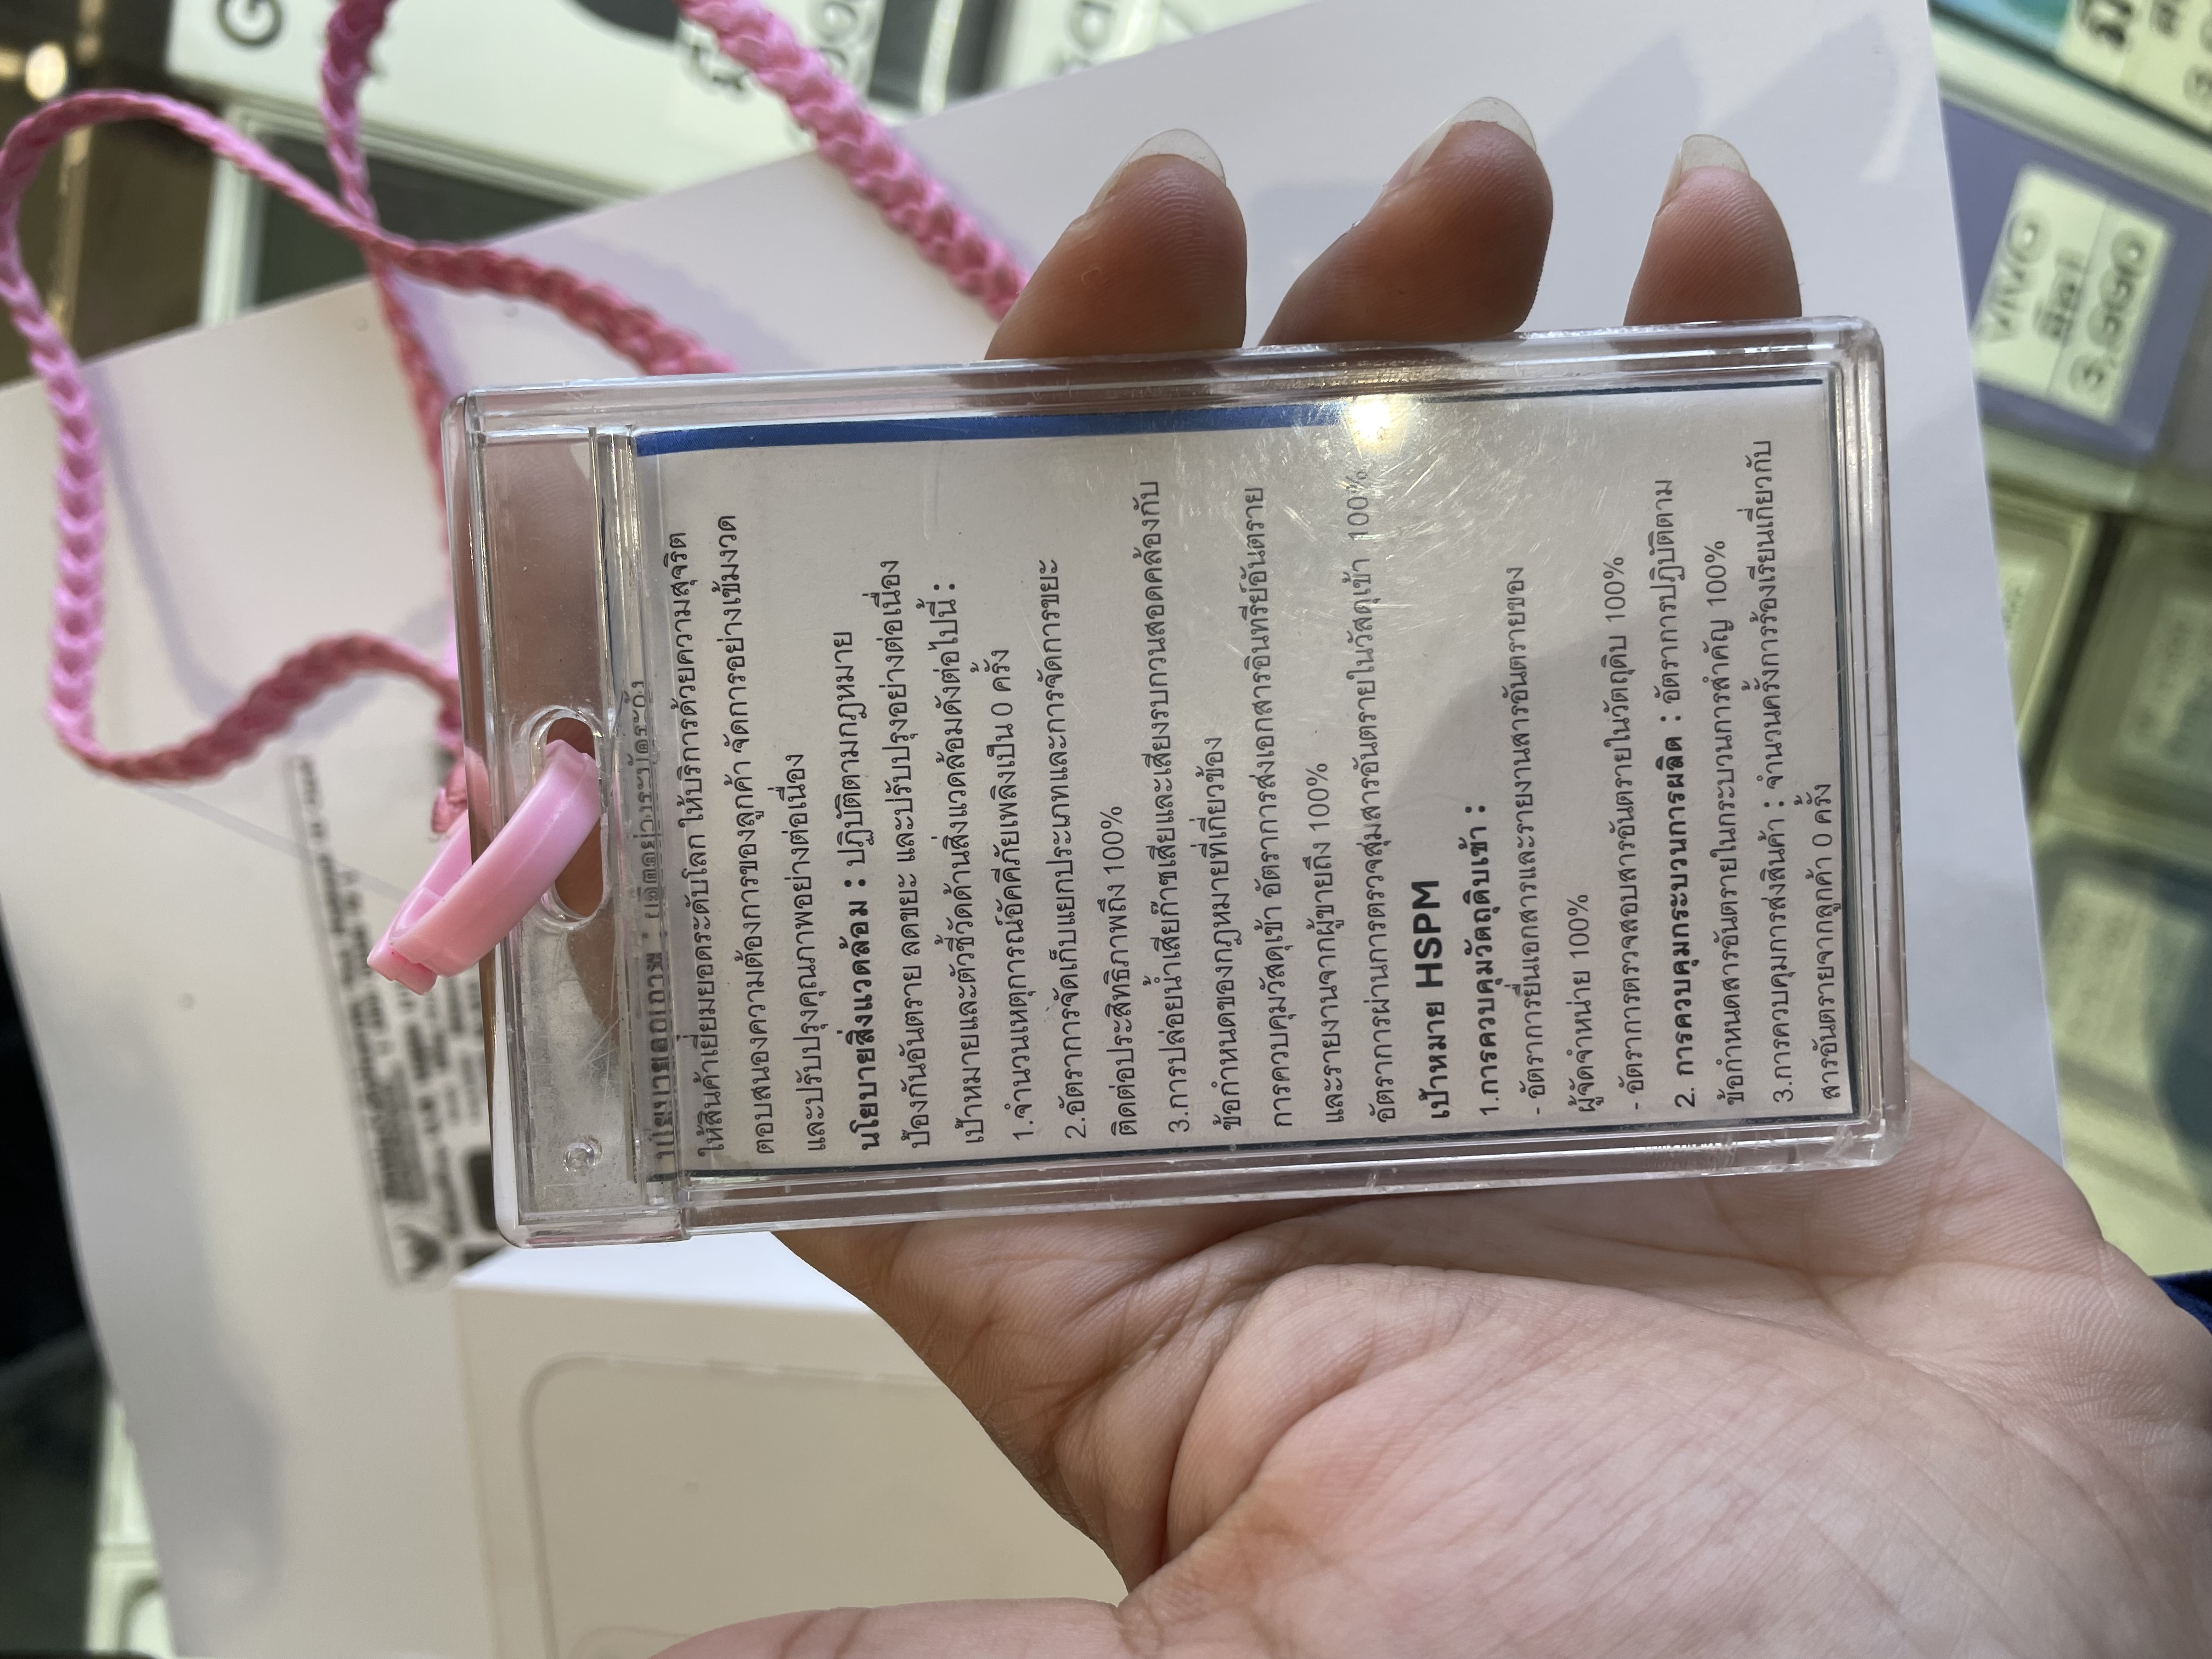 นโยบายคุณภาพ :
ให้สินค้าเยี่ยมยอดระดับโลก ให้บริการด้วยความสุจริต
ตอบสนองความต้องการของลูกค้า จัดการอย่างเข้มงวด
และปรับปรุงคุณภาพอย่างต่อเนื่อง
นโยบายสิ่งแวดล้อม : ปฏิบัติตามกฎหมาย
ป้องกันอันตราย ลดขยะ และปรับปรุงอย่างต่อเนื่อง
เป้าหมายและตัวชี้วัดด้านสิ่งแวดล้อมดังต่อไปนี้ :
1.จำนวนเหตุการณ์อัคคีภัยเพลิงเป็น 0 ครั้ง
2.อัตราการจัดเก็บแยกประเภทและการจัดการขยะ
ติดต่อประสิทธิภาพถึง 100%
3.การปล่อยน้ำเสียก๊าซเสียและเสียงรบกวนสอดคล้องกับ
ข้อกำหนดของกฎหมายที่เกี่ยวข้อง
การควบคุมวัสดุเข้า อัตราการส่งเอกสารอินทรีย์อันตราย
และรายงานจากผู้ขายถึง 100%
อัตราการผ่านการตรวจสุ่มสารอันตรายในวัสดุเข้า 100%
เป้าหมาย HSPM
1.การควบคุมวัตถุดิบเข้า :
- อัตราการยื่นเอกสารและรายงานสารอันตรายของ
ผู้จัดจำหน่าย 100%
- อัตราการตรวจสอบสารอันตรายในวัตถุดิบ 100%
2. การควบคุมกระบวนการผลิต : อัตราการปฏิบัติตาม
ข้อกำหนดสารอันตรายในกระบวนการสำคัญ 100%
3.การควบคุมการส่งสินค้า : จำนวนครั้งการร้องเรียนเกี่ยวกับ
สารอันตรายจากลูกค้า 0 ครั้ง
VIVO
มือ1
3,990